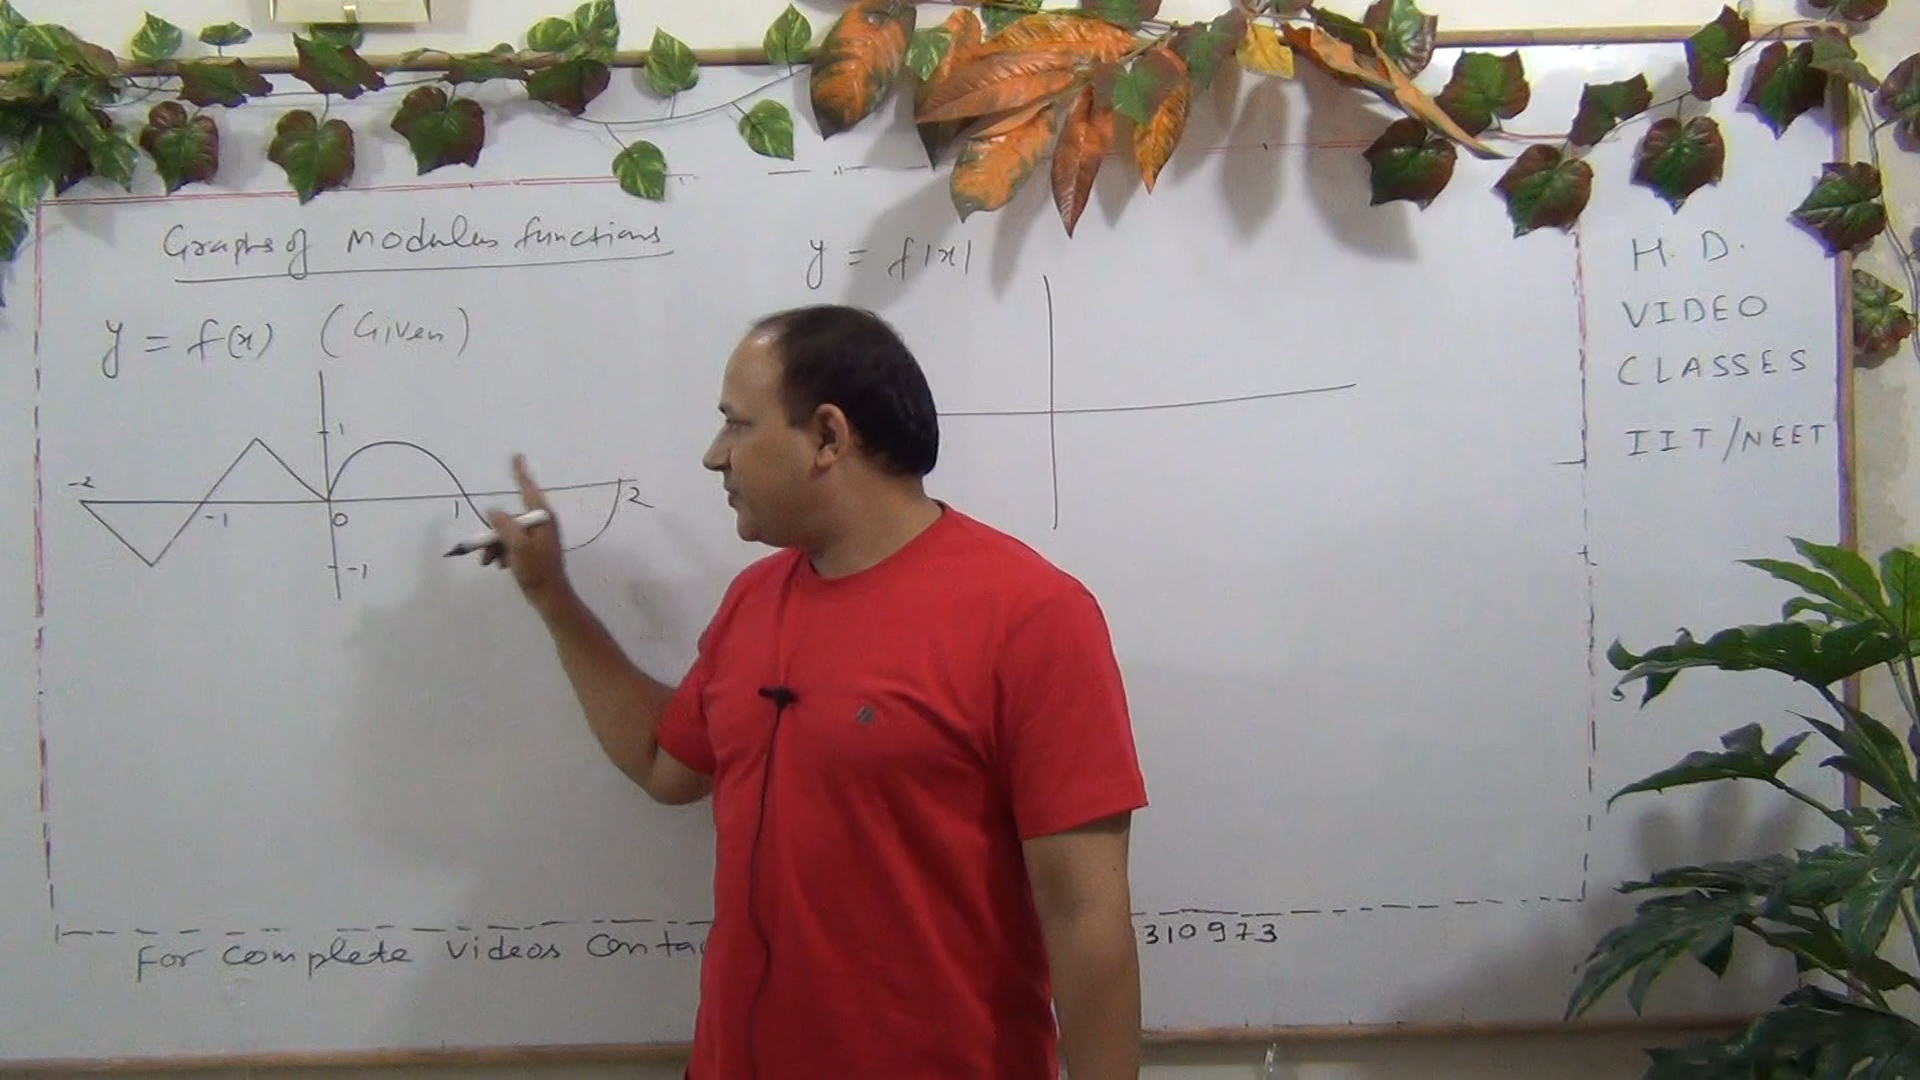 Graphs of modulus functions
y = f(x) (Given)
1
-2
-1
0
1
2
-1
y = f|x|
H. D.
VIDEO
CLASSES
IIT/NEET
For complete videos Conta
310973